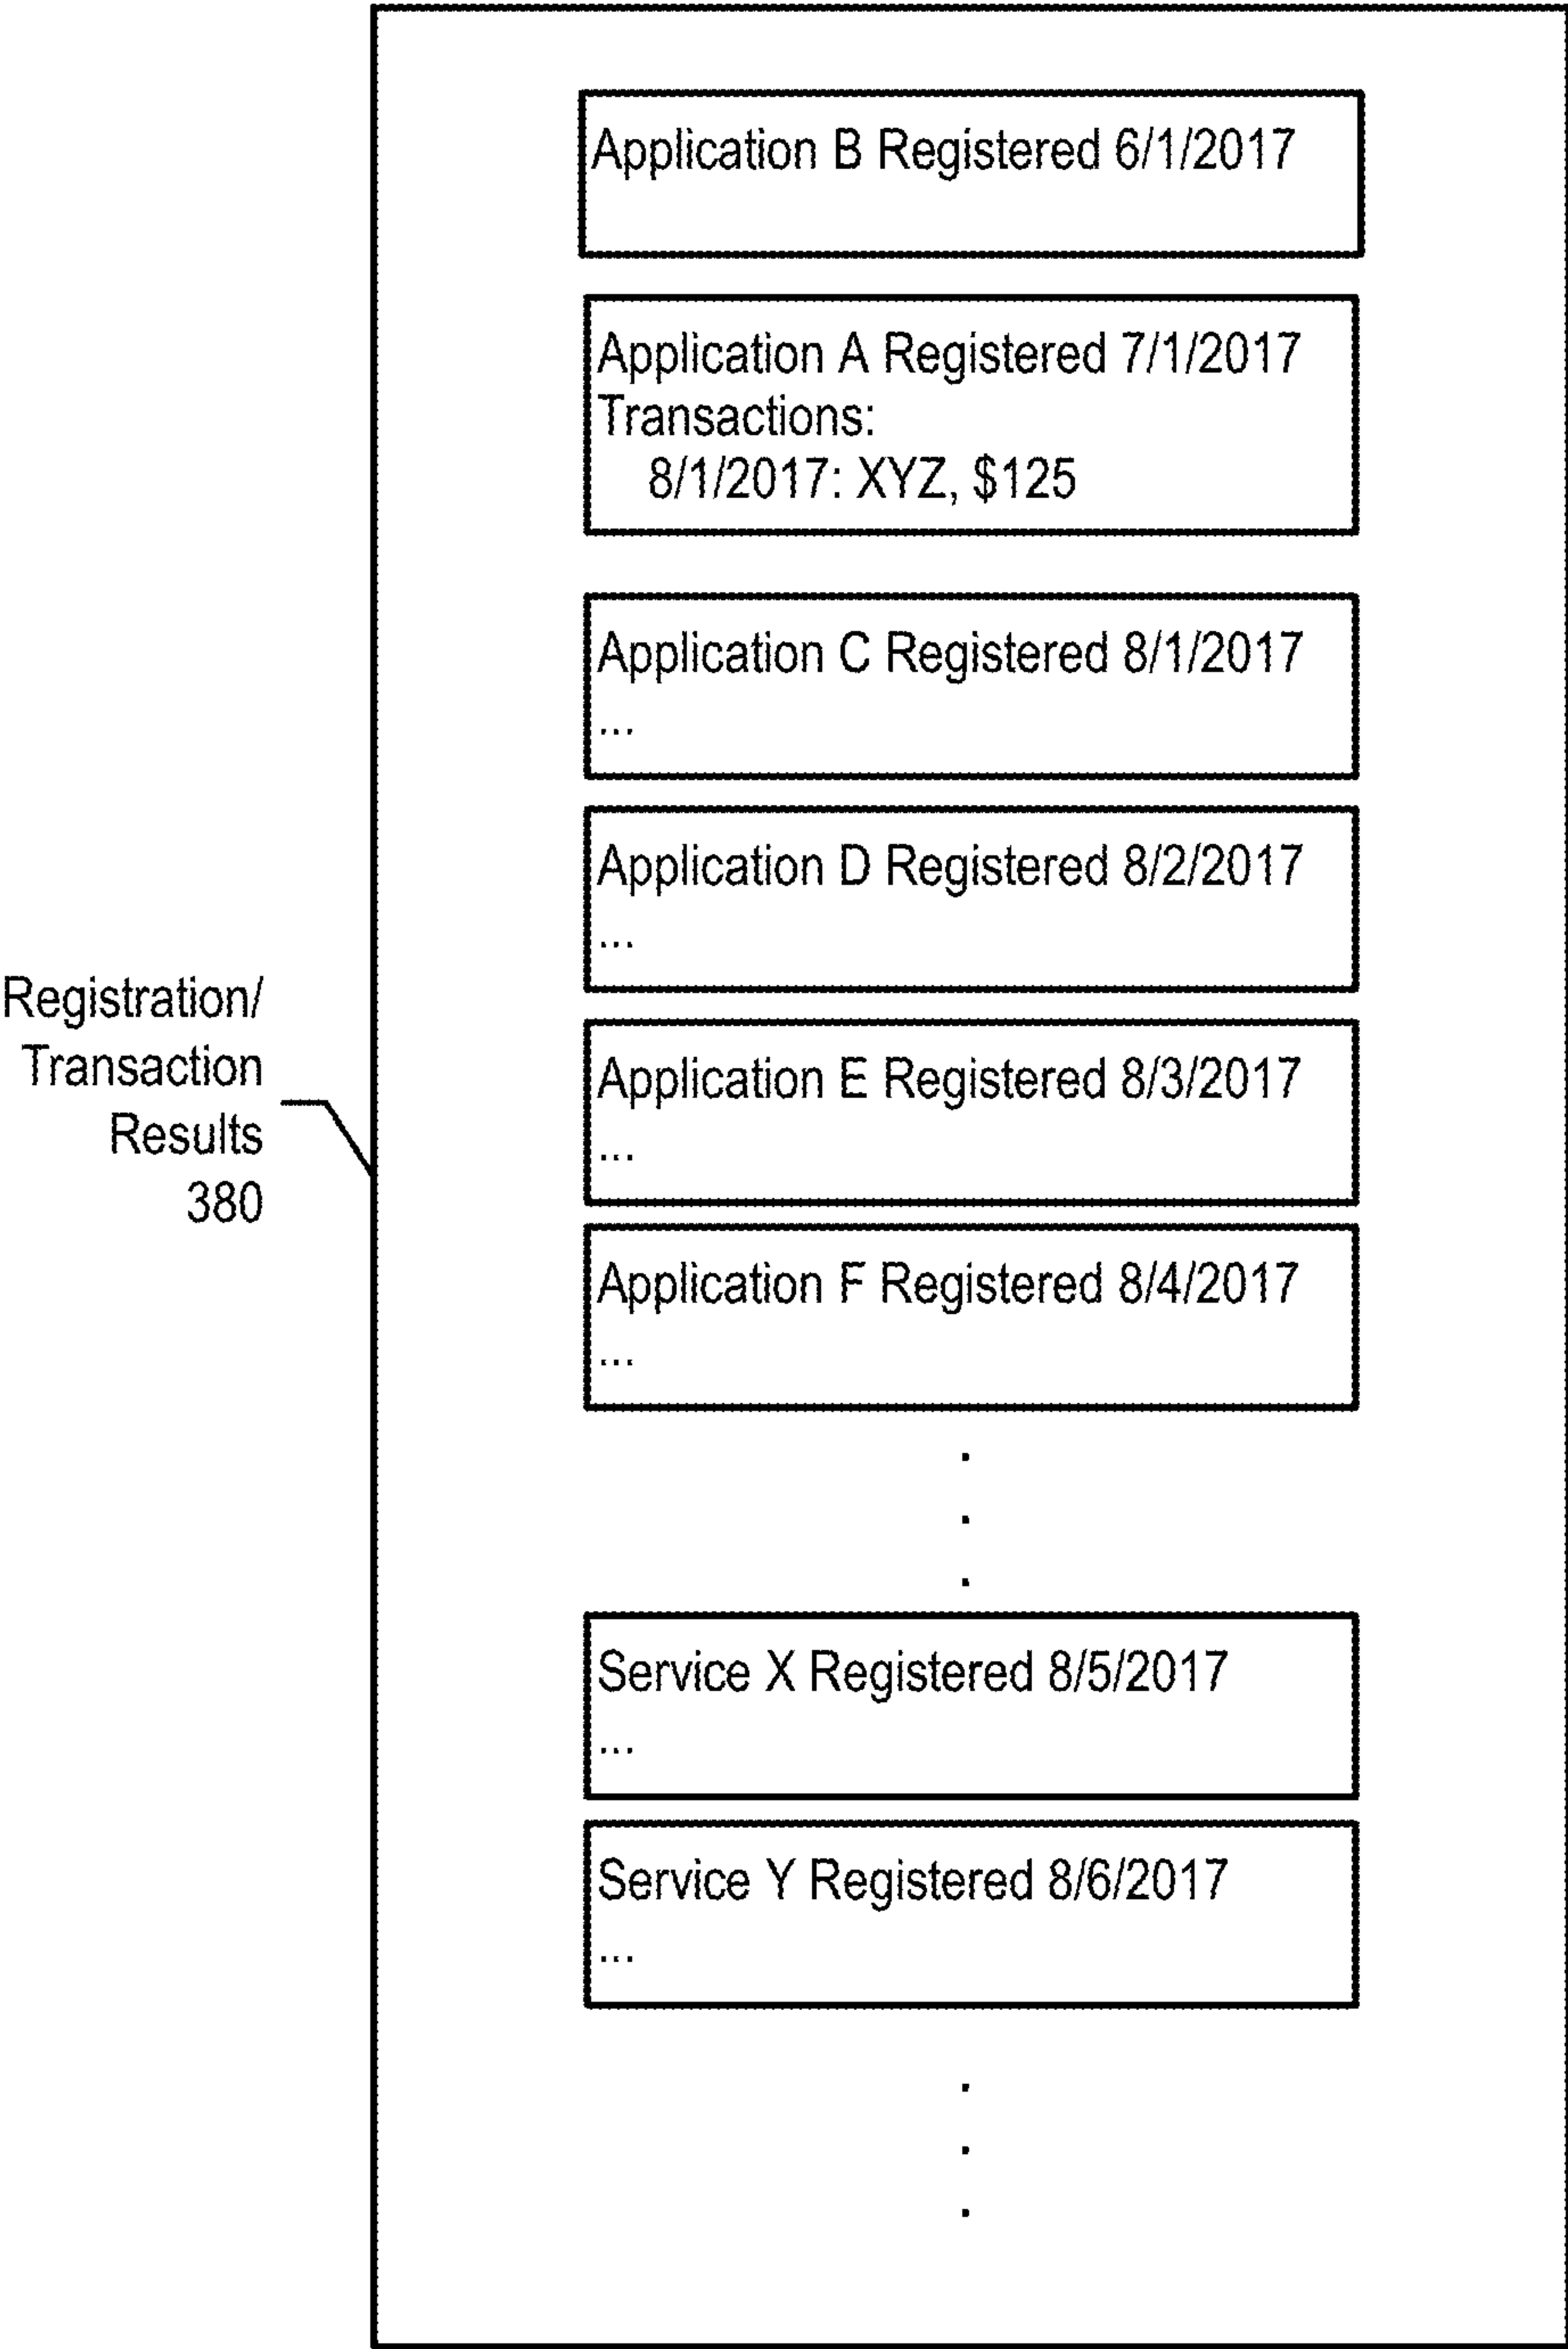 Application B Registered 6/1/2017
Application A Registered 7/1/2017
Transactions:
8/1/2017: XYZ, $125
Application C Registered 8/1/2017
...
Application D Registered 8/2/2017
...
Registration/
Transaction
Results
380
Application E Registered 8/3/2017
...
Application F Registered 8/4/2017
...
Service X Registered 8/5/2017
...
Service Y Registered 8/6/2017
...